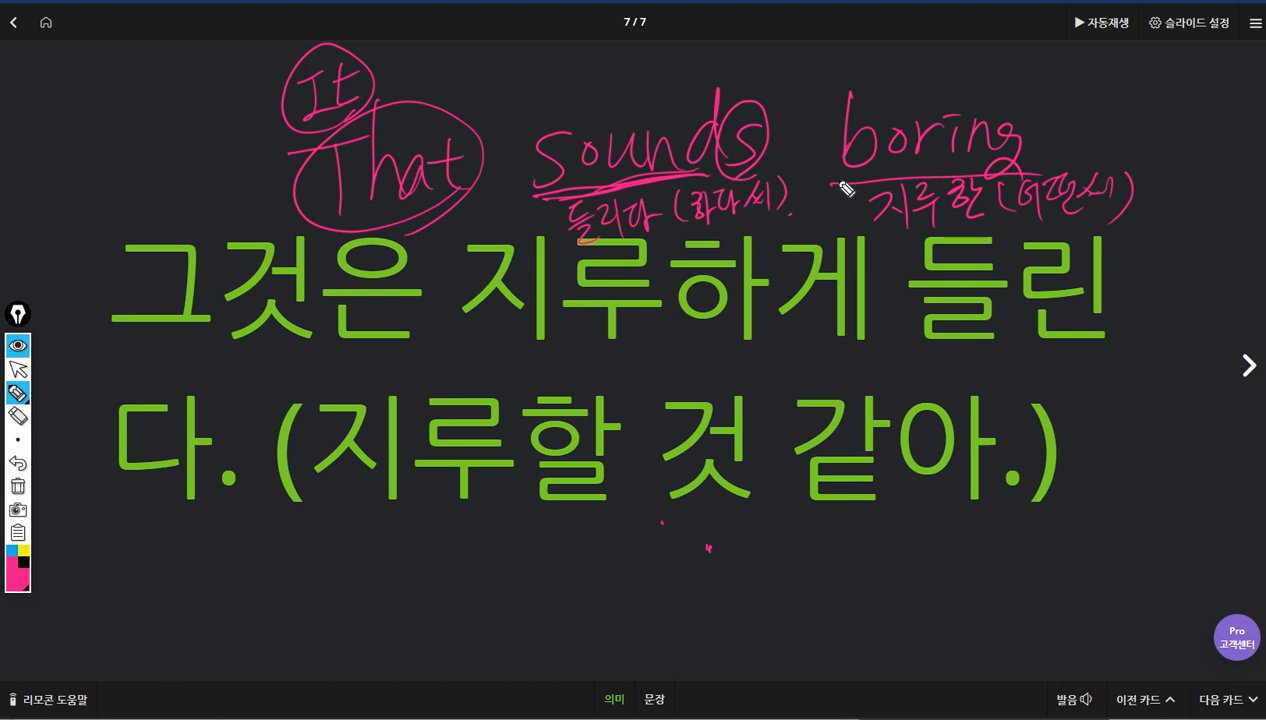 7 / 7
자동재생
슬라이드 설정
It
That sounds boring
들리다 (하다씨).
지루한 (어떤씨)
그것은 지루하게 들린
다. (지루할 것 같아.)
Pro
고객센터
리모콘 도움말
의미
문장
발음
이전 카드
다음 카드